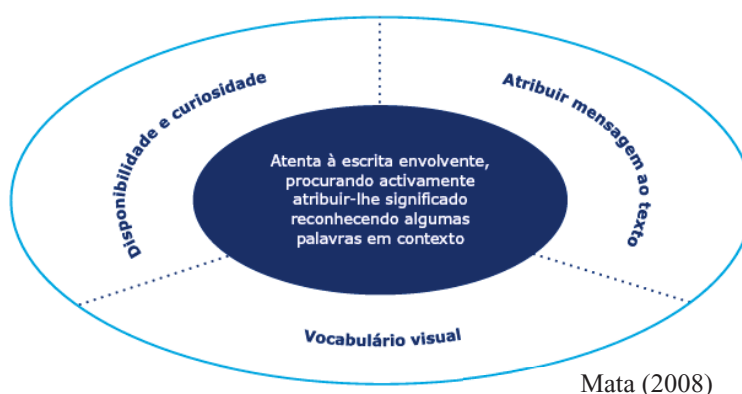 Disponibilidade e curiosidade
Atribuir mensagem ao texto
Atenta à escrita envolvente,
procurando activamente
atribuir-lhe significado
reconhecendo algumas
palavras em contexto
Vocabulário visual
Mata (2008)